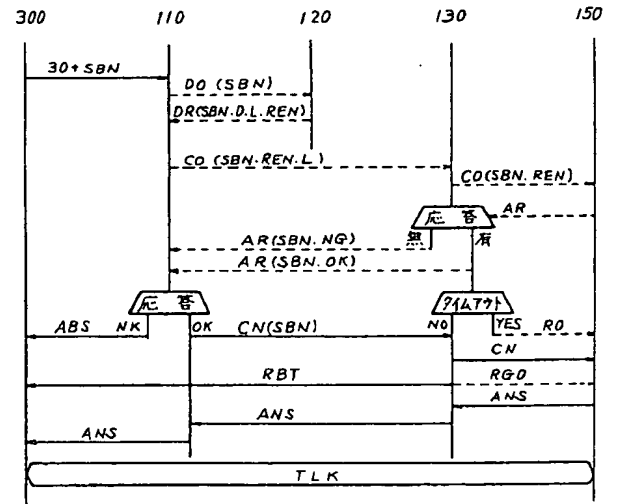 300 110 120 130 150
30+SBN
DO (SBN)
DR(SBN.D.L.REN)
CO (SBN.REN.L)
CO(SBN.REN)
応 答
AR
無
有
AR(SBN.NG)
AR(SBN.OK)
応 答
タイムアウト
ABS
NK
OK
CN(SBN)
NO
YES
RO
CN
RBT
RGO
ANS
ANS
ANS
TLK